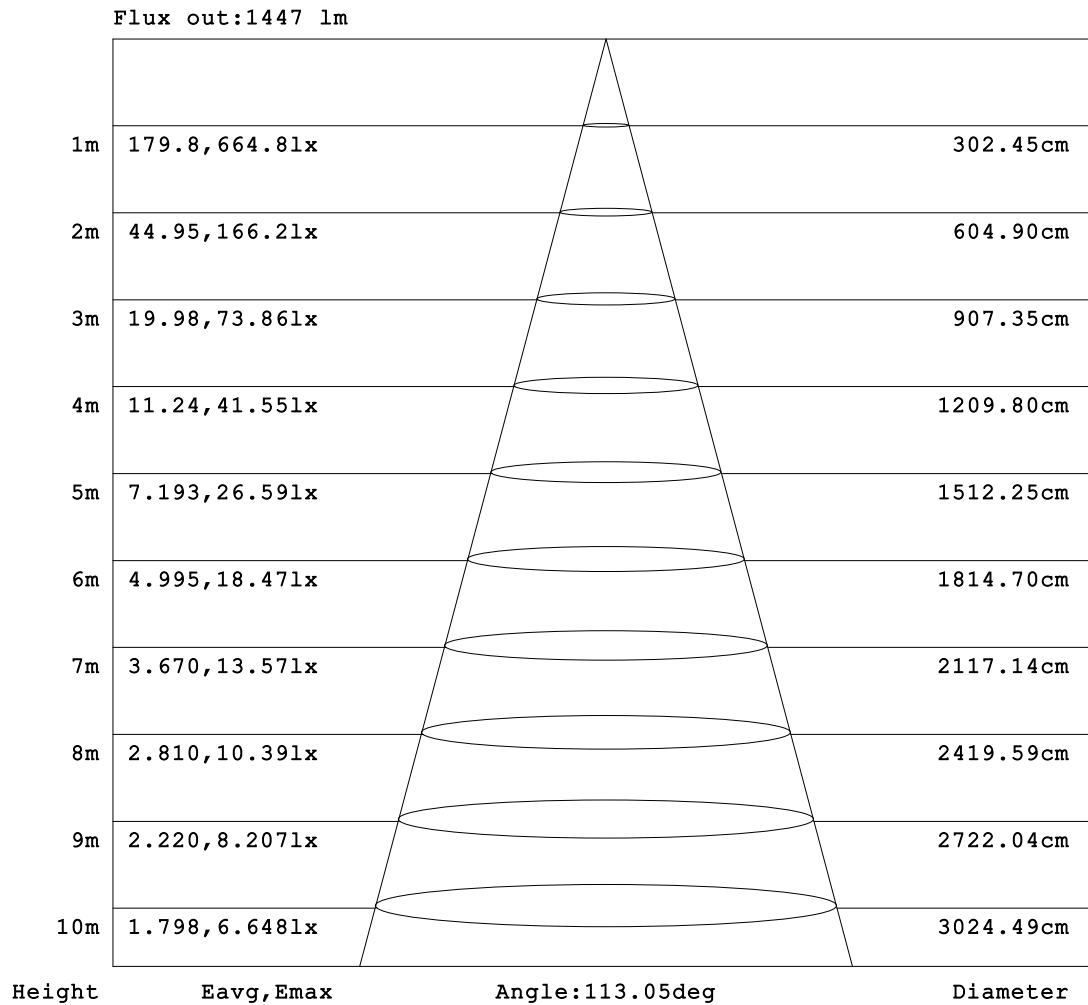 Flux out:1447 lm
1m 179.8,664.8lx 302.45cm
2m 44.95,166.2lx 604.90cm
3m 19.98,73.86lx 907.35cm
4m 11.24,41.55lx 1209.80cm
5m 7.193,26.59lx 1512.25cm
6m 4.995,18.47lx 1814.70cm
7m 3.670,13.57lx 2117.14cm
8m 2.810,10.39lx 2419.59cm
9m 2.220,8.207lx 2722.04cm
10m 1.798,6.648lx 3024.49cm
Height Eavg,Emax Angle:113.05deg Diameter